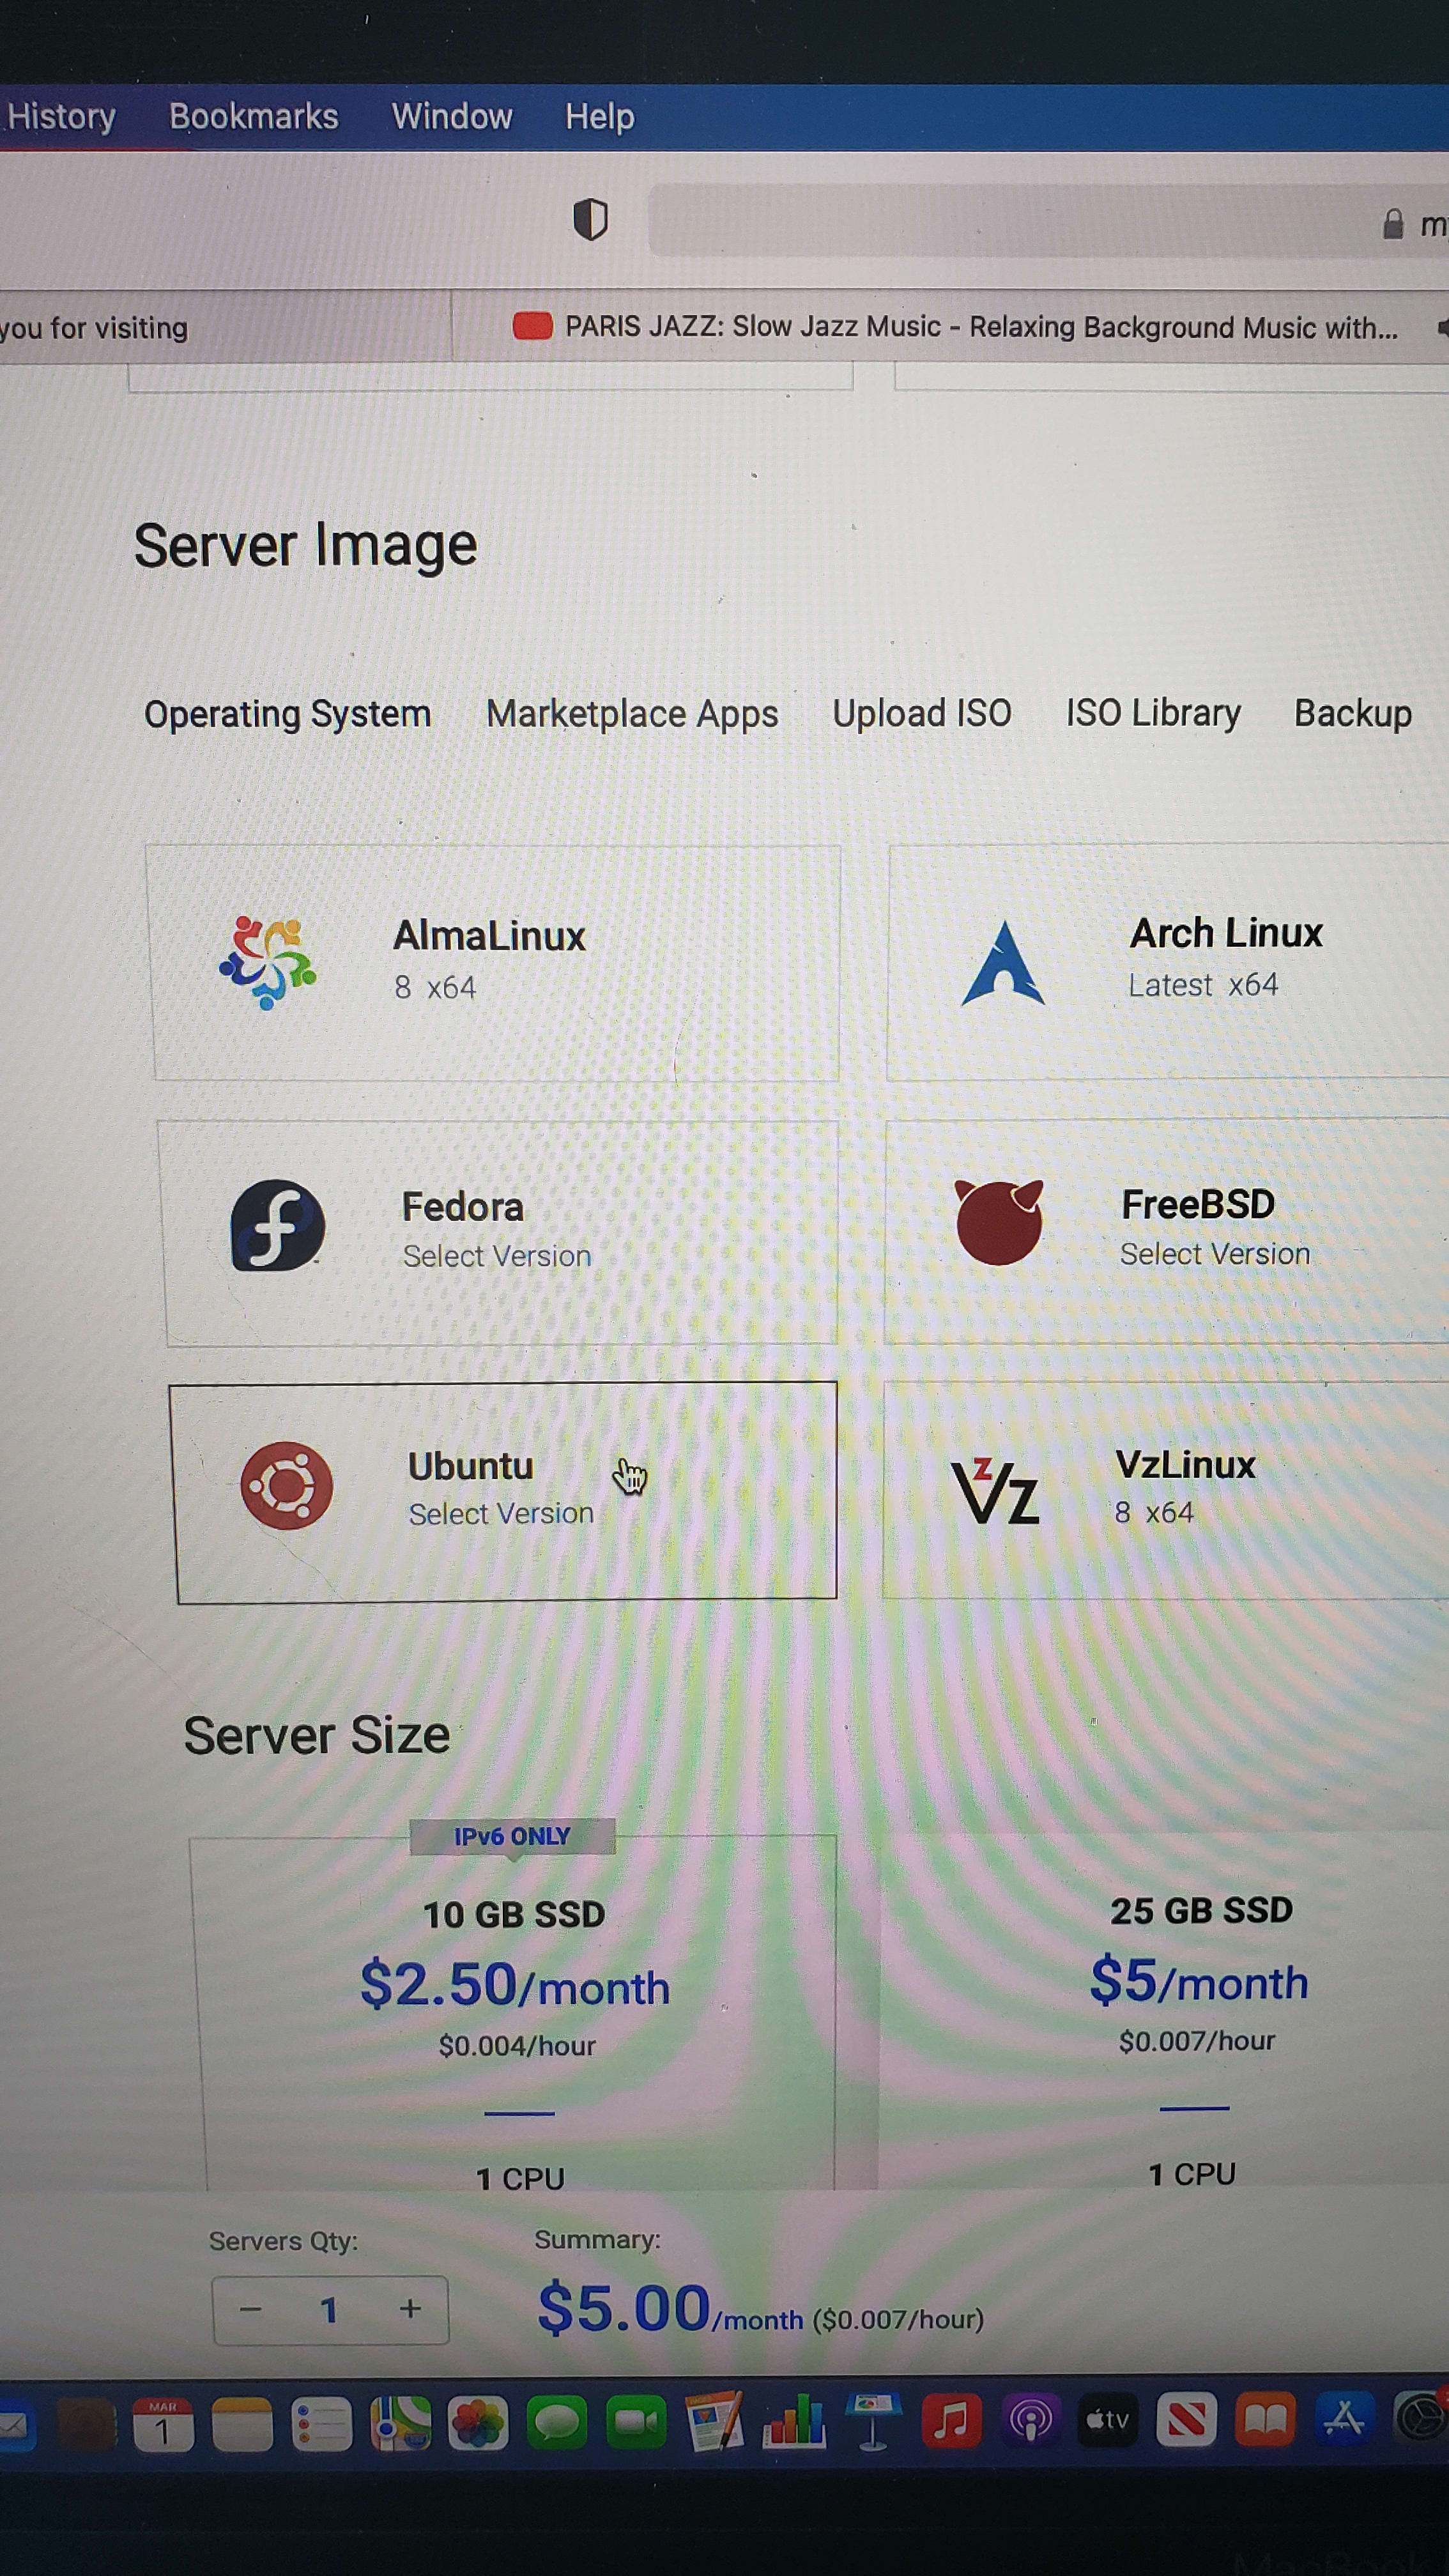 History Bookmarks Window Help
you for visiting
PARIS JAZZ: Slow Jazz Music - Relaxing Background Music with...
Server Image
Operating System Marketplace Apps Upload ISO ISO Library Backup
AlmaLinux
8 x64
Arch Linux
Latest x64
Fedora
Select Version
FreeBSD
Select Version
Ubuntu
Select Version
VzLinux
8 x64
Server Size
IPv6 ONLY
10 GB SSD
$2.50/month
$0.004/hour
1 CPU
25 GB SSD
$5/month
$0.007/hour
1 CPU
Servers Qty:
− 1 +
Summary:
$5.00/month ($0.007/hour)
MAR
1
tv